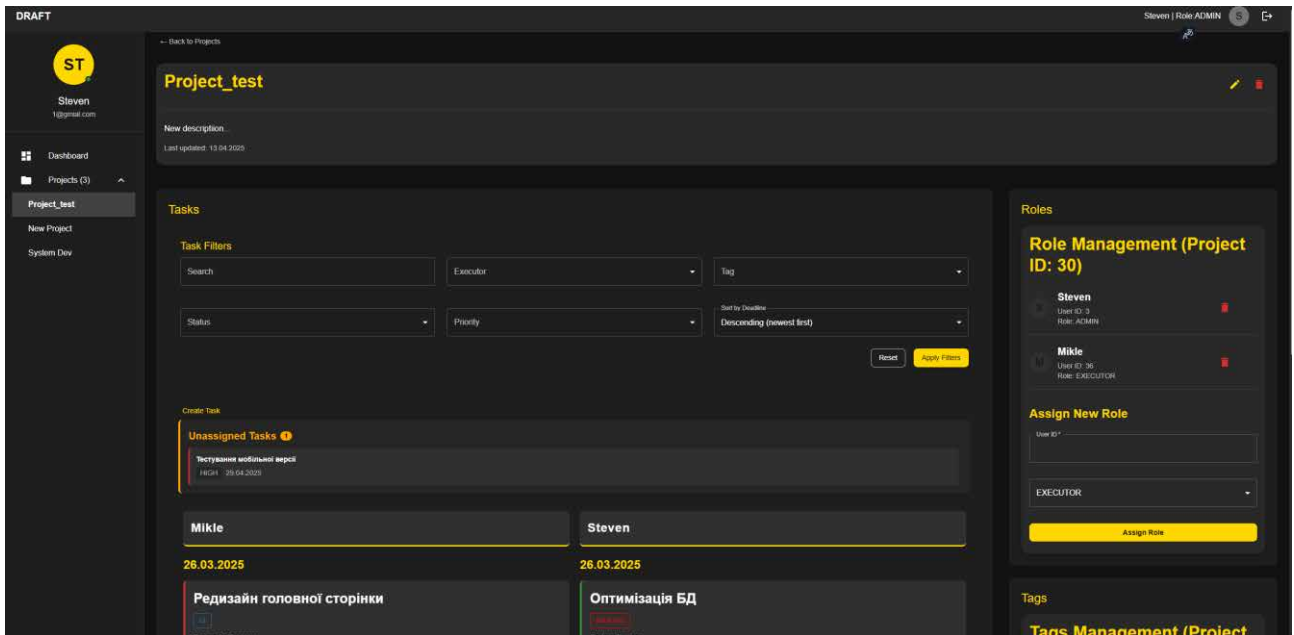 DRAFT
Steven | Role:ADMIN
S
← Back to Projects
ST
Steven
1@gmail.com
Dashboard
Projects (3)
Project_test
New Project
System Dev
Project_test
New description...
Last updated: 13.04.2025
Tasks
Task Filters
Search
Executor
Tag
Status
Priority
Sort by Deadline
Descending (newest first)
Reset
Apply Filters
Create Task
Unassigned Tasks 1
Тестування мобільної версії
HIGH
Mikle
Steven
26.03.2025
26.03.2025
Редизайн головної сторінки
Оптимізація БД
Roles
Role Management (Project
ID: 30)
Steven
User ID: 3
Role: ADMIN
M
Mikle
User ID: 36
Role: EXECUTOR
Assign New Role
User ID *
EXECUTOR
Assign Role
Tags
Tags Management (Project